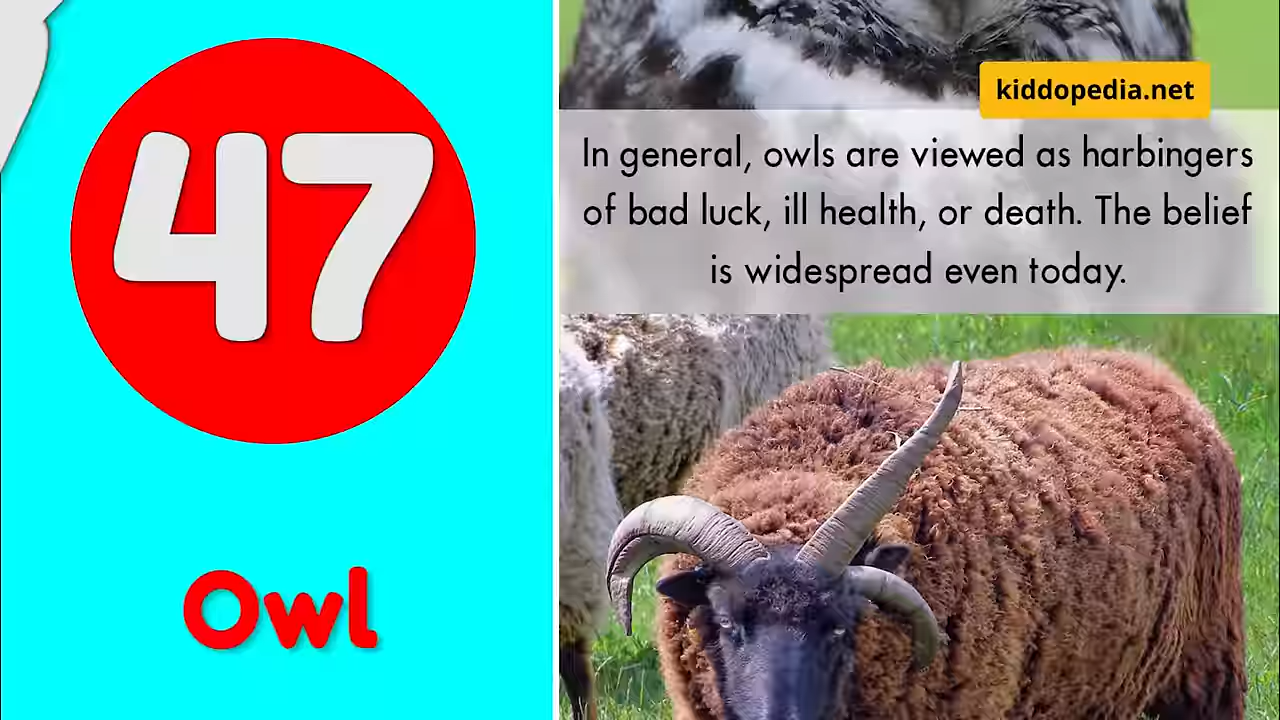 47
Owl
kiddopedia.net
In general, owls are viewed as harbingers
of bad luck, ill health, or death. The belief
is widespread even today.